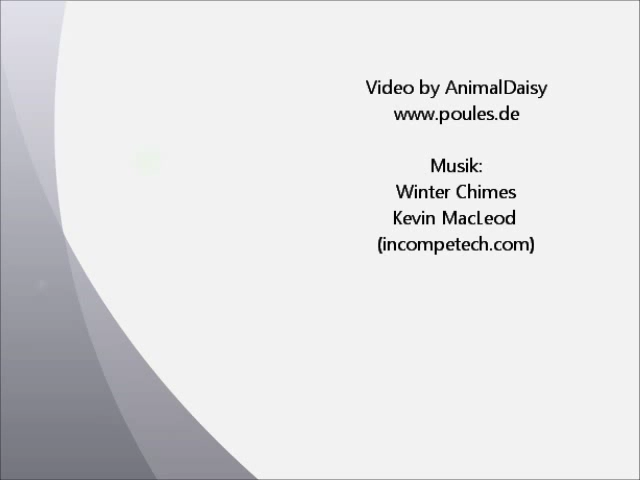 Video by AnimalDaisy
www.poules.de
Musik:
Winter Chimes
Kevin MacLeod
(incompetech.com)